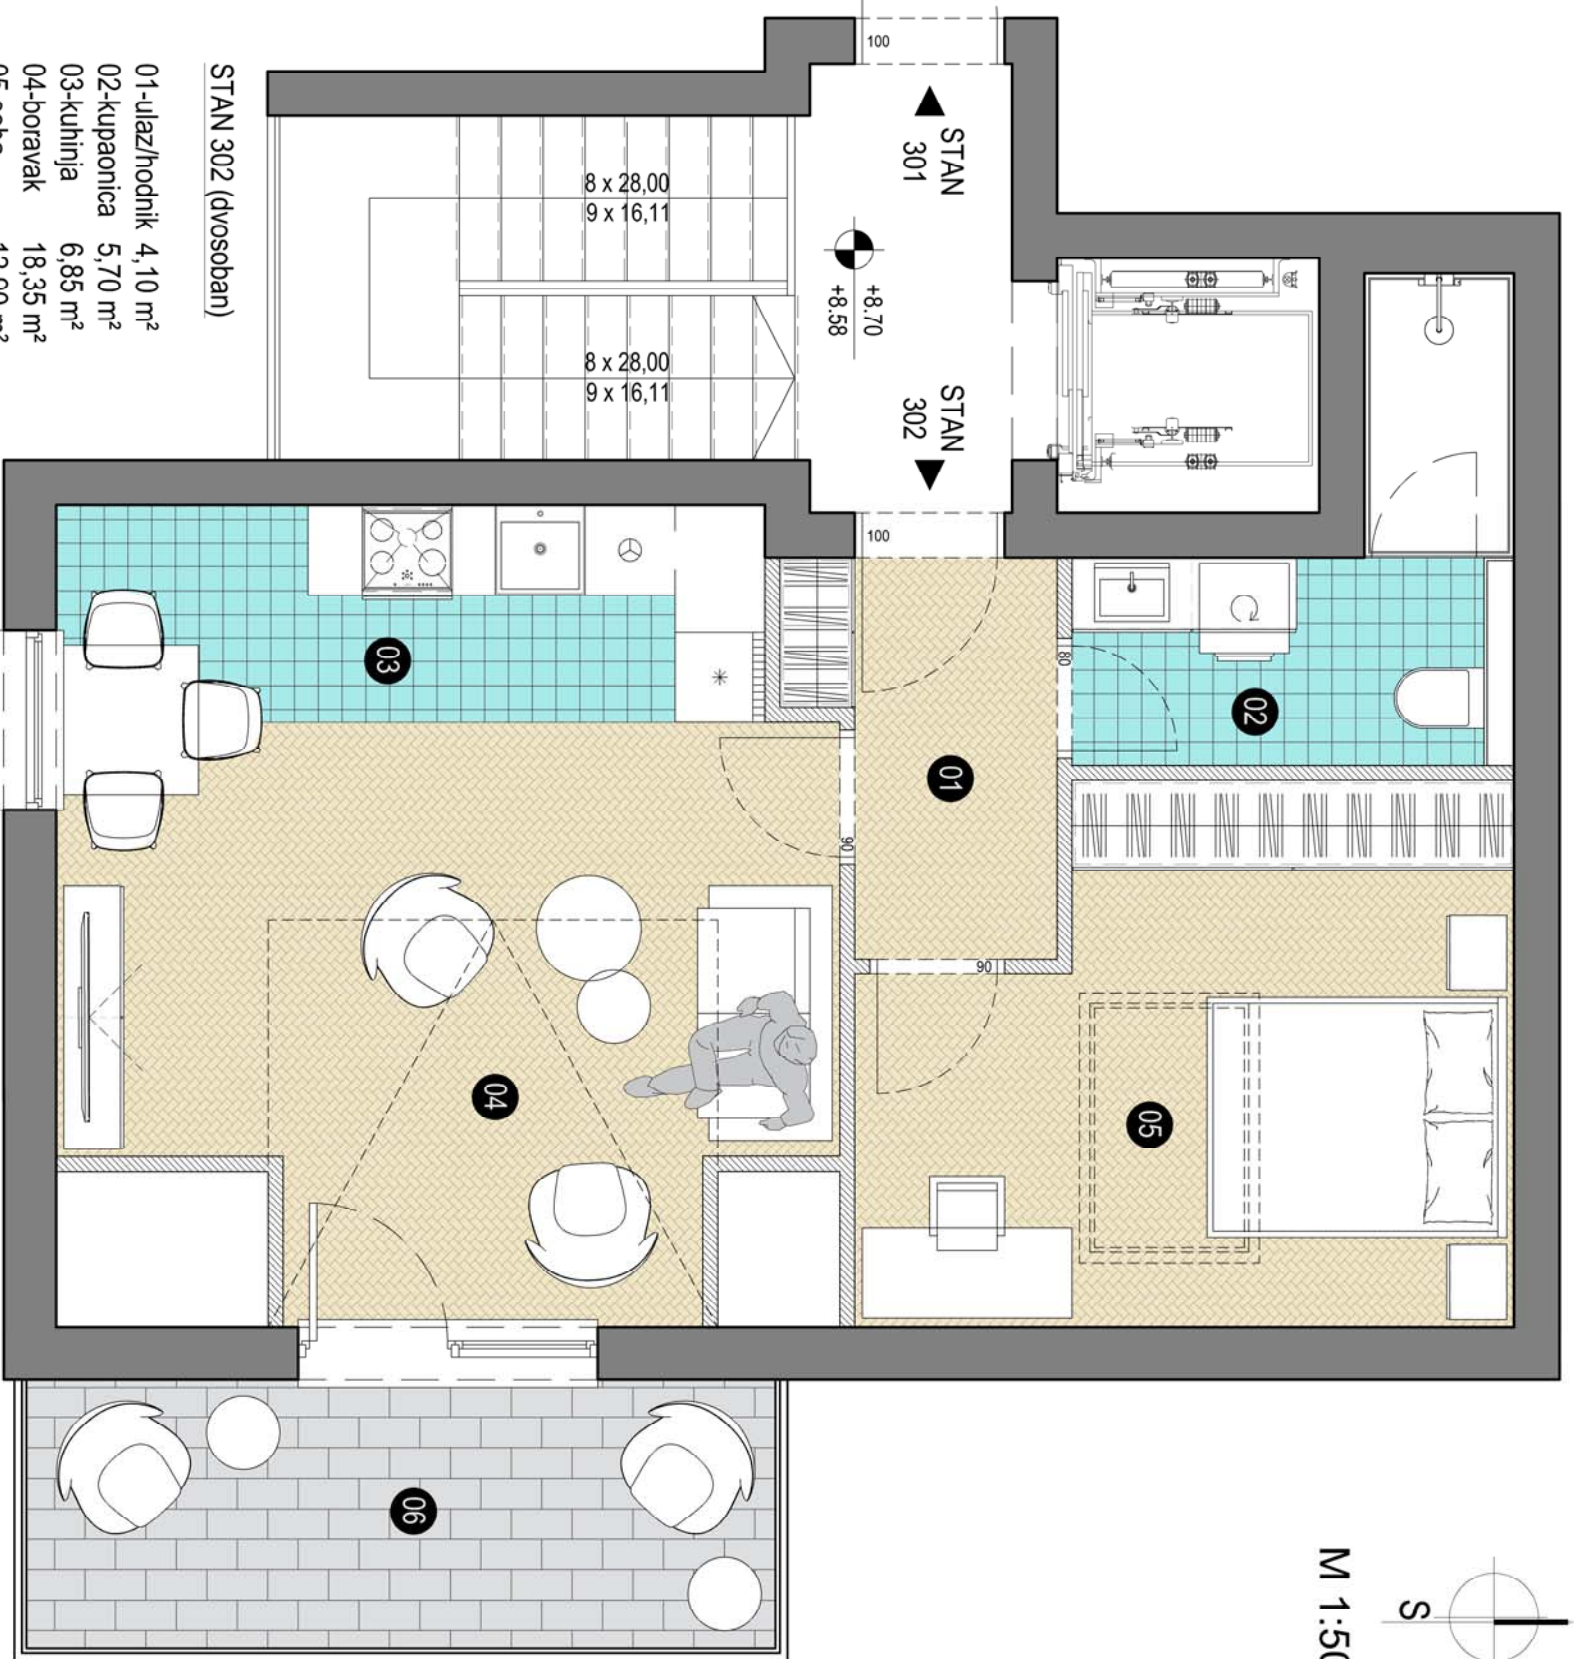 STAN 302 (dvosoban)
01-ulaz/hodnik 4,10 m²
02-kupaonica 5,70 m²
03-kuhinja 6,85 m²
04-boravak 18,35 m²
100
STAN
301
8 x 28,00
9 x 16,11
+8.70
+8.58
8 x 28,00
9 x 16,11
STAN
302
100
80
03
02
01
90
90
04
05
06
S
M 1:50